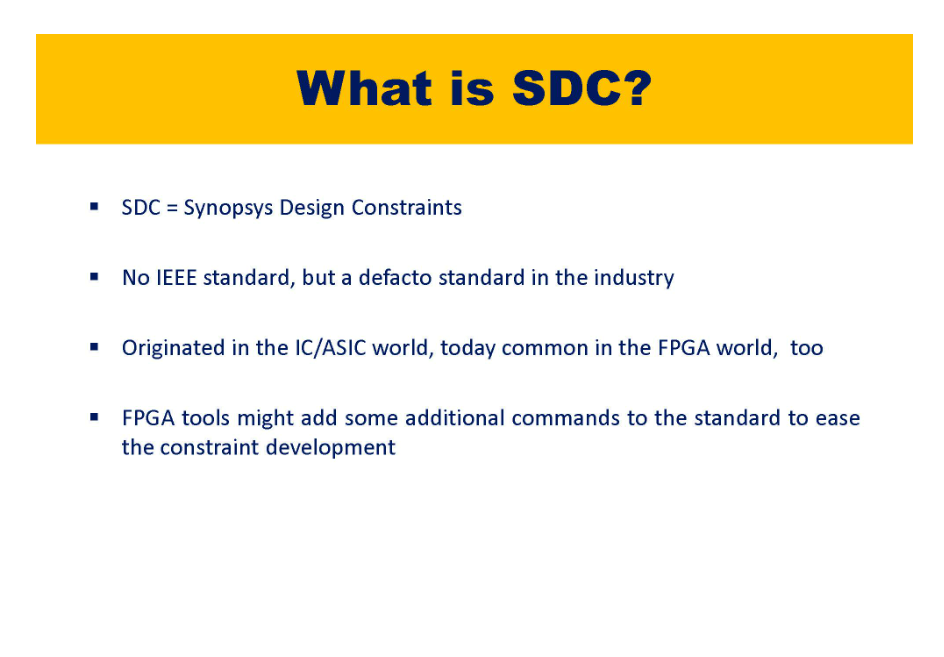 What is SDC?
▪ SDC = Synopsys Design Constraints
▪ No IEEE standard, but a defacto standard in the industry
▪ Originated in the IC/ASIC world, today common in the FPGA world,  too
▪ FPGA tools might add some additional commands to the standard to ease
the constraint development